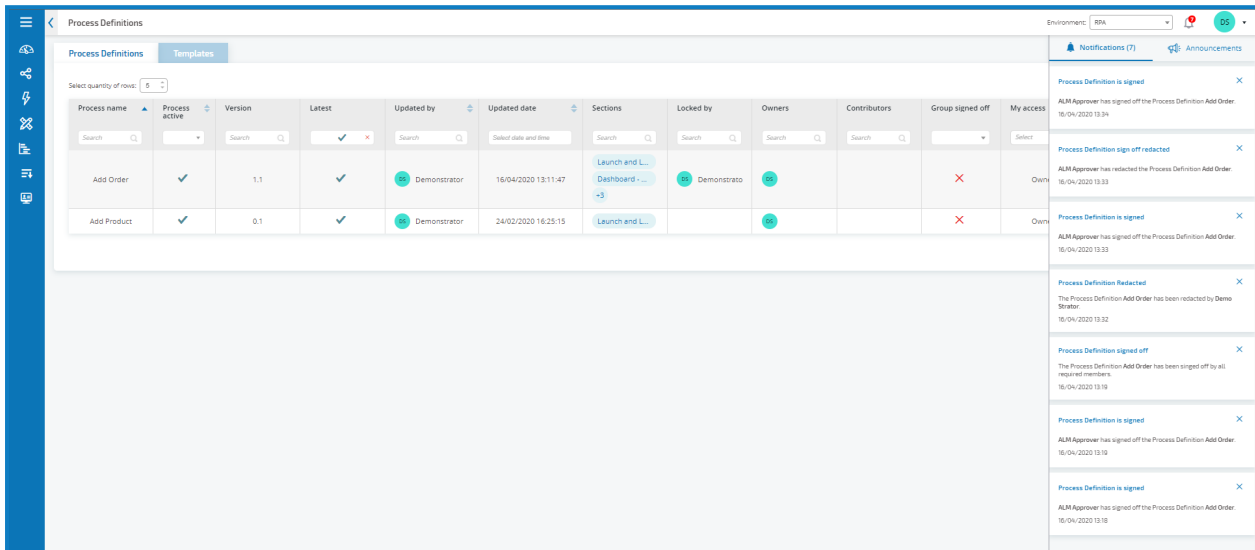 Process Definitions
Environment: RPA
7
DS
Process Definitions
Templates
Notifications (7)
Announcements
Select quantity of rows: 5
Process name
Process active
Version
Latest
Updated by
Updated date
Sections
Locked by
Owners
Contributors
Group signed off
My access
Search
Search
Search
Select date and time
Search
Search
Search
Search
Select
Add Order
1.1
DS Demonstrator
16/04/2020 13:11:47
Launch and L...
Dashboard - ...
+3
DS Demonstrato
DS
Own
Add Product
0.1
DS Demonstrator
24/02/2020 16:25:15
Launch and L...
DS
Own
Process Definition is signed
ALM Approver has signed off the Process Definition Add Order.
16/04/2020 13:34
Process Definition sign off redacted
ALM Approver has redacted the Process Definition Add Order.
16/04/2020 13:33
Process Definition is signed
ALM Approver has signed off the Process Definition Add Order.
16/04/2020 13:33
Process Definition Redacted
The Process Definition Add Order has been redacted by Demo
Strator.
16/04/2020 13:32
Process Definition signed off
The Process Definition Add Order has been singed off by all
required members.
16/04/2020 13:19
Process Definition is signed
ALM Approver has signed off the Process Definition Add Order.
16/04/2020 13:19
Process Definition is signed
ALM Approver has signed off the Process Definition Add Order.
16/04/2020 13:18